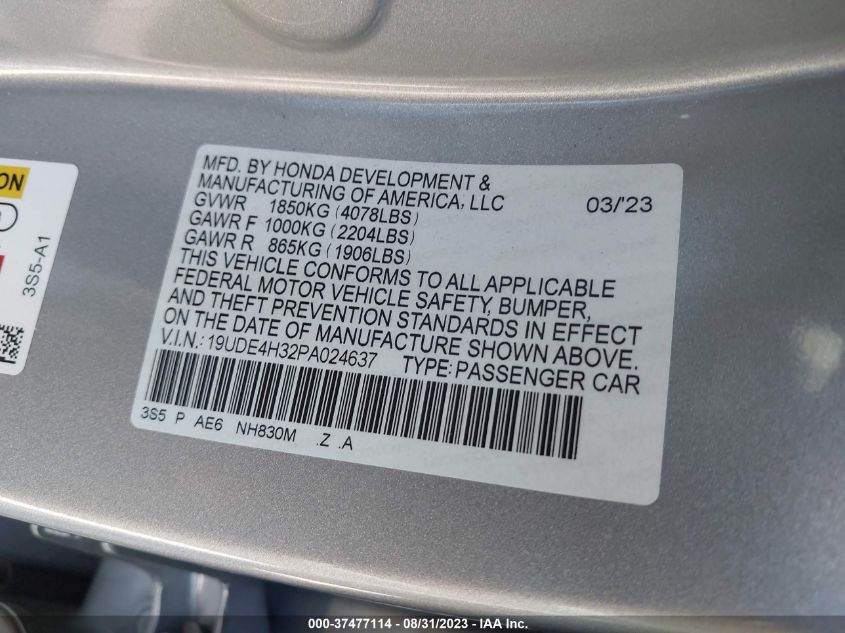 MFD. BY HONDA DEVELOPMENT &
MANUFACTURING OF AMERICA, LLC 03/'23
GVWR 1850KG (4078LBS)
GAWR F 1000KG (2204LBS)
GAWR R 865KG (1906LBS)
THIS VEHICLE CONFORMS TO ALL APPLICABLE
FEDERAL MOTOR VEHICLE SAFETY, BUMPER,
AND THEFT PREVENTION STANDARDS IN EFFECT
ON THE DATE OF MANUFACTURE SHOWN ABOVE.
V.I.N.: 19UDE4H32PA024637 TYPE: PASSENGER CAR
3S5 P AE6 NH830M .Z .A
3S5-A1
000-37477114 - 08/31/2023 - IAA Inc.